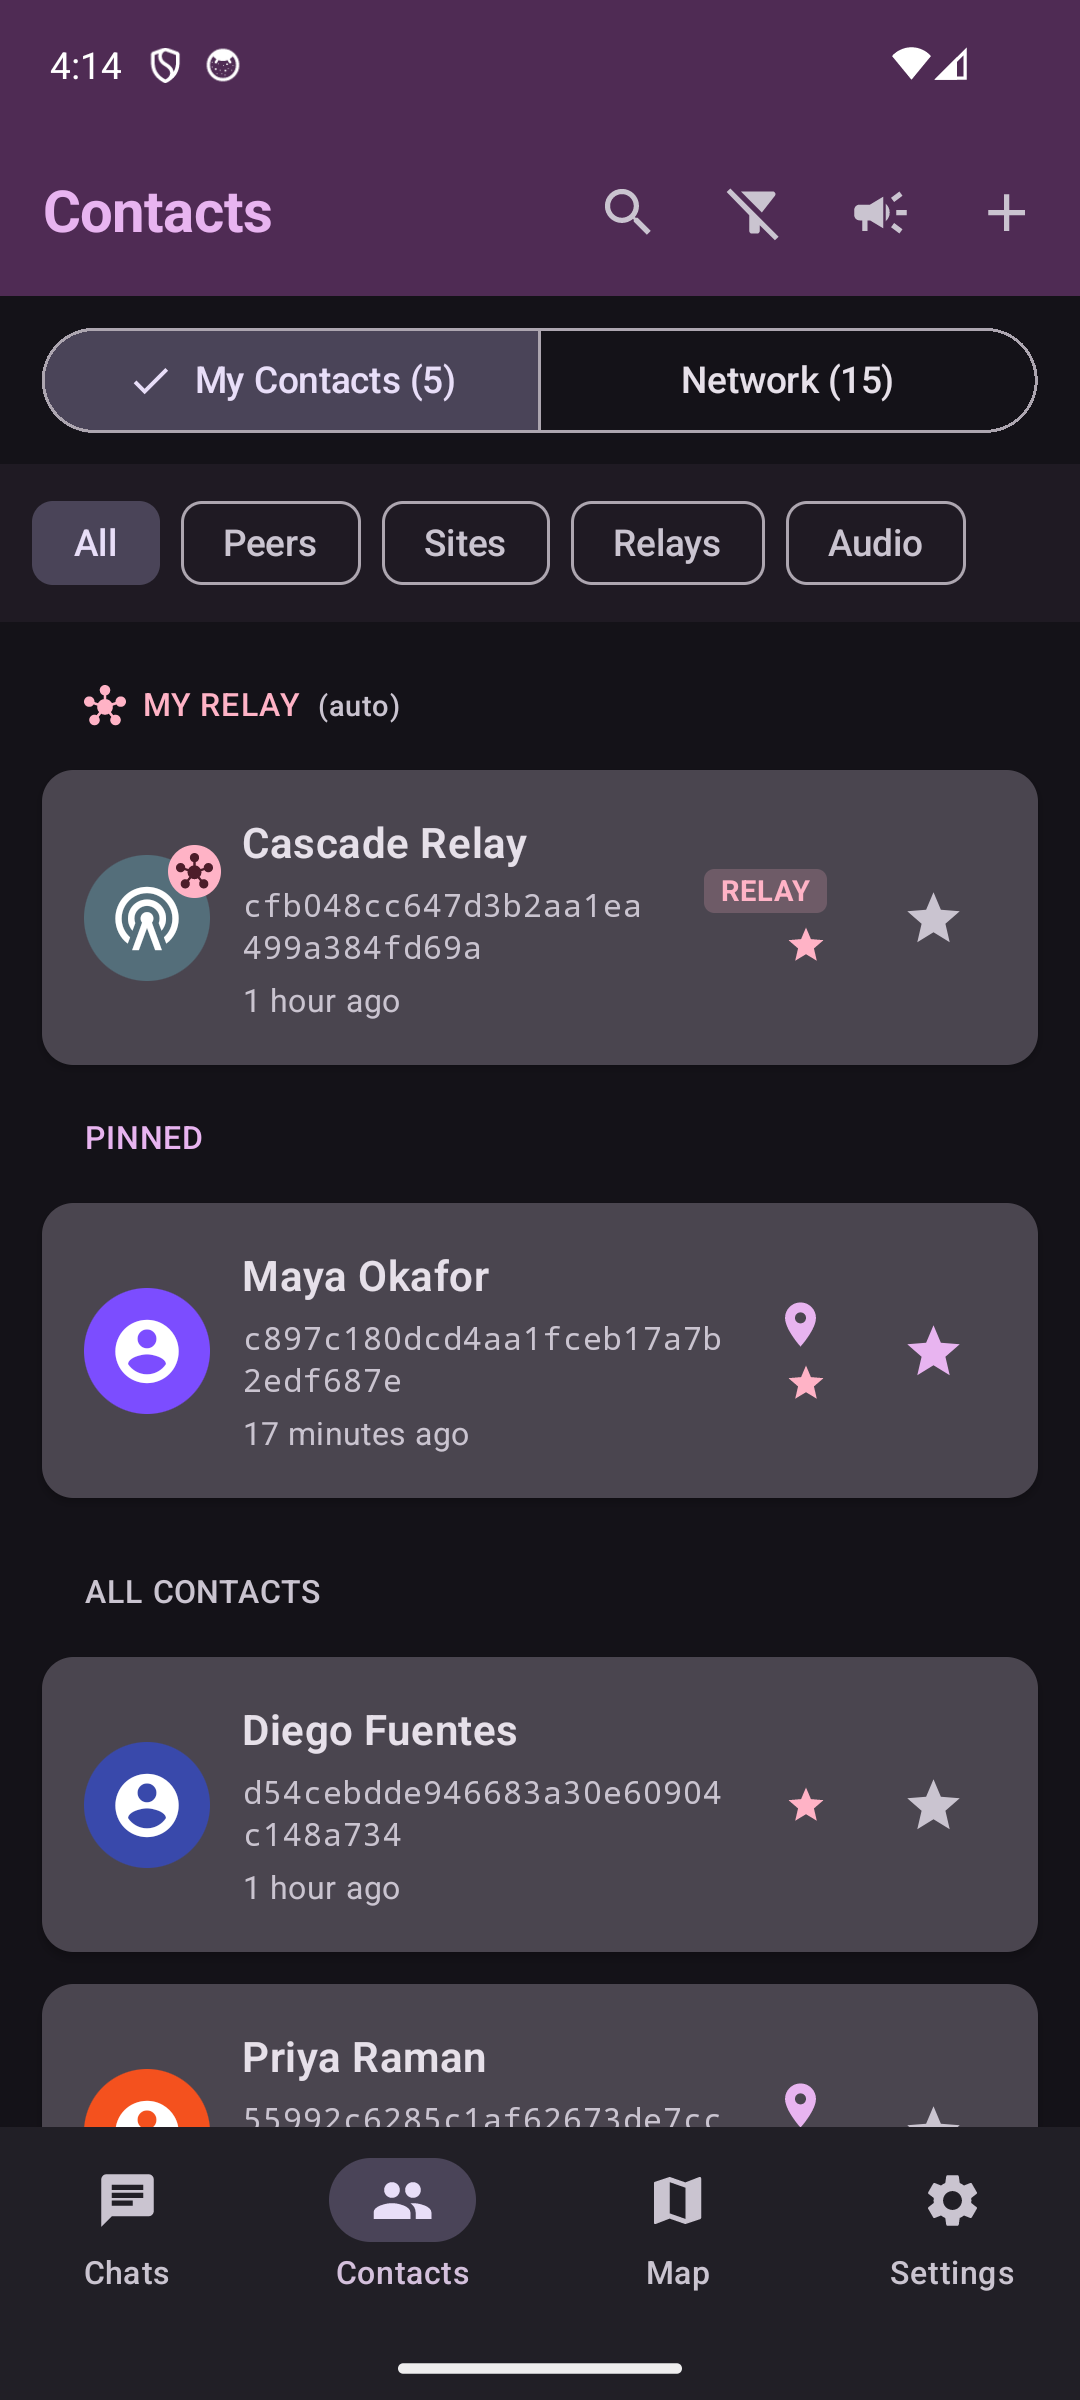 4:14
Contacts
My Contacts (5)
Network (15)
All
Peers
Sites
Relays
Audio
MY RELAY (auto)
Cascade Relay
cfb048cc647d3b2aa1ea
499a384fd69a
1 hour ago
RELAY
PINNED
Maya Okafor
c897c180dcd4aa1fceb17a7b
2edf687e
17 minutes ago
ALL CONTACTS
Diego Fuentes
d54cebdde946683a30e60904
c148a734
1 hour ago
Priya Raman
55992c6285c1af62673de7cc
Chats
Contacts
Map
Settings